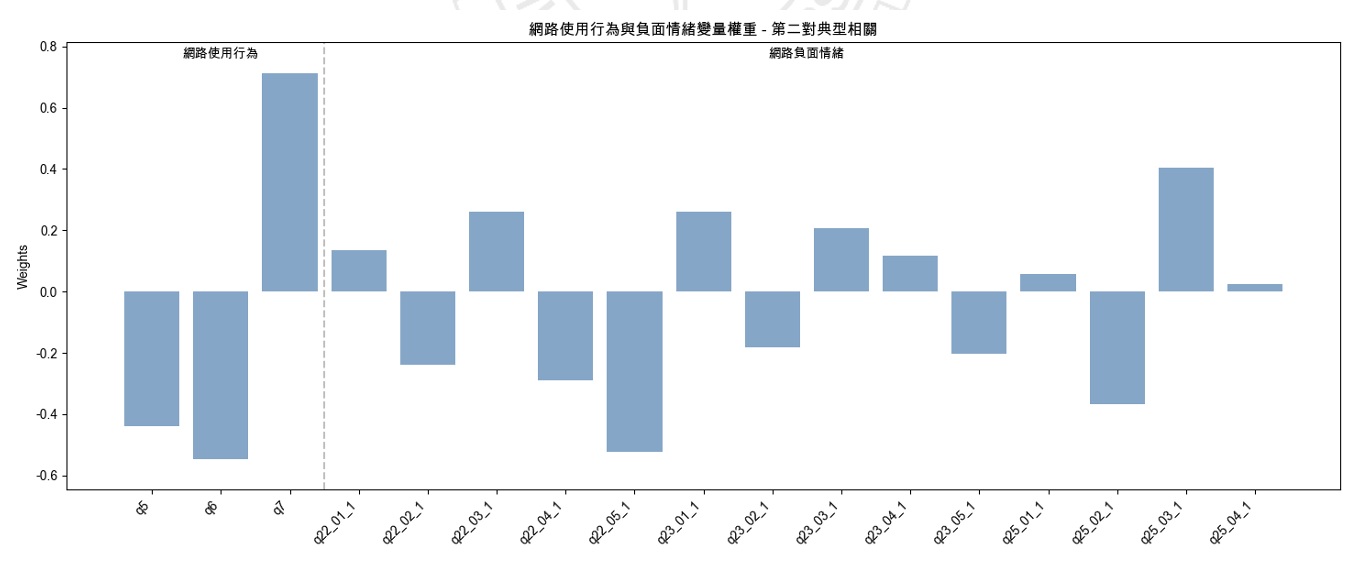 網路使用行為與負面情緒變量權重 - 第二對典型相關
網路使用行為
網路負面情緒
Weights
0.8
0.6
0.4
0.2
0.0
-0.2
-0.4
-0.6
q5
q6
q7
q22_01_1
q22_02_1
q22_03_1
q22_04_1
q22_05_1
q23_01_1
q23_02_1
q23_03_1
q23_04_1
q23_05_1
q25_01_1
q25_02_1
q25_03_1
q25_04_1